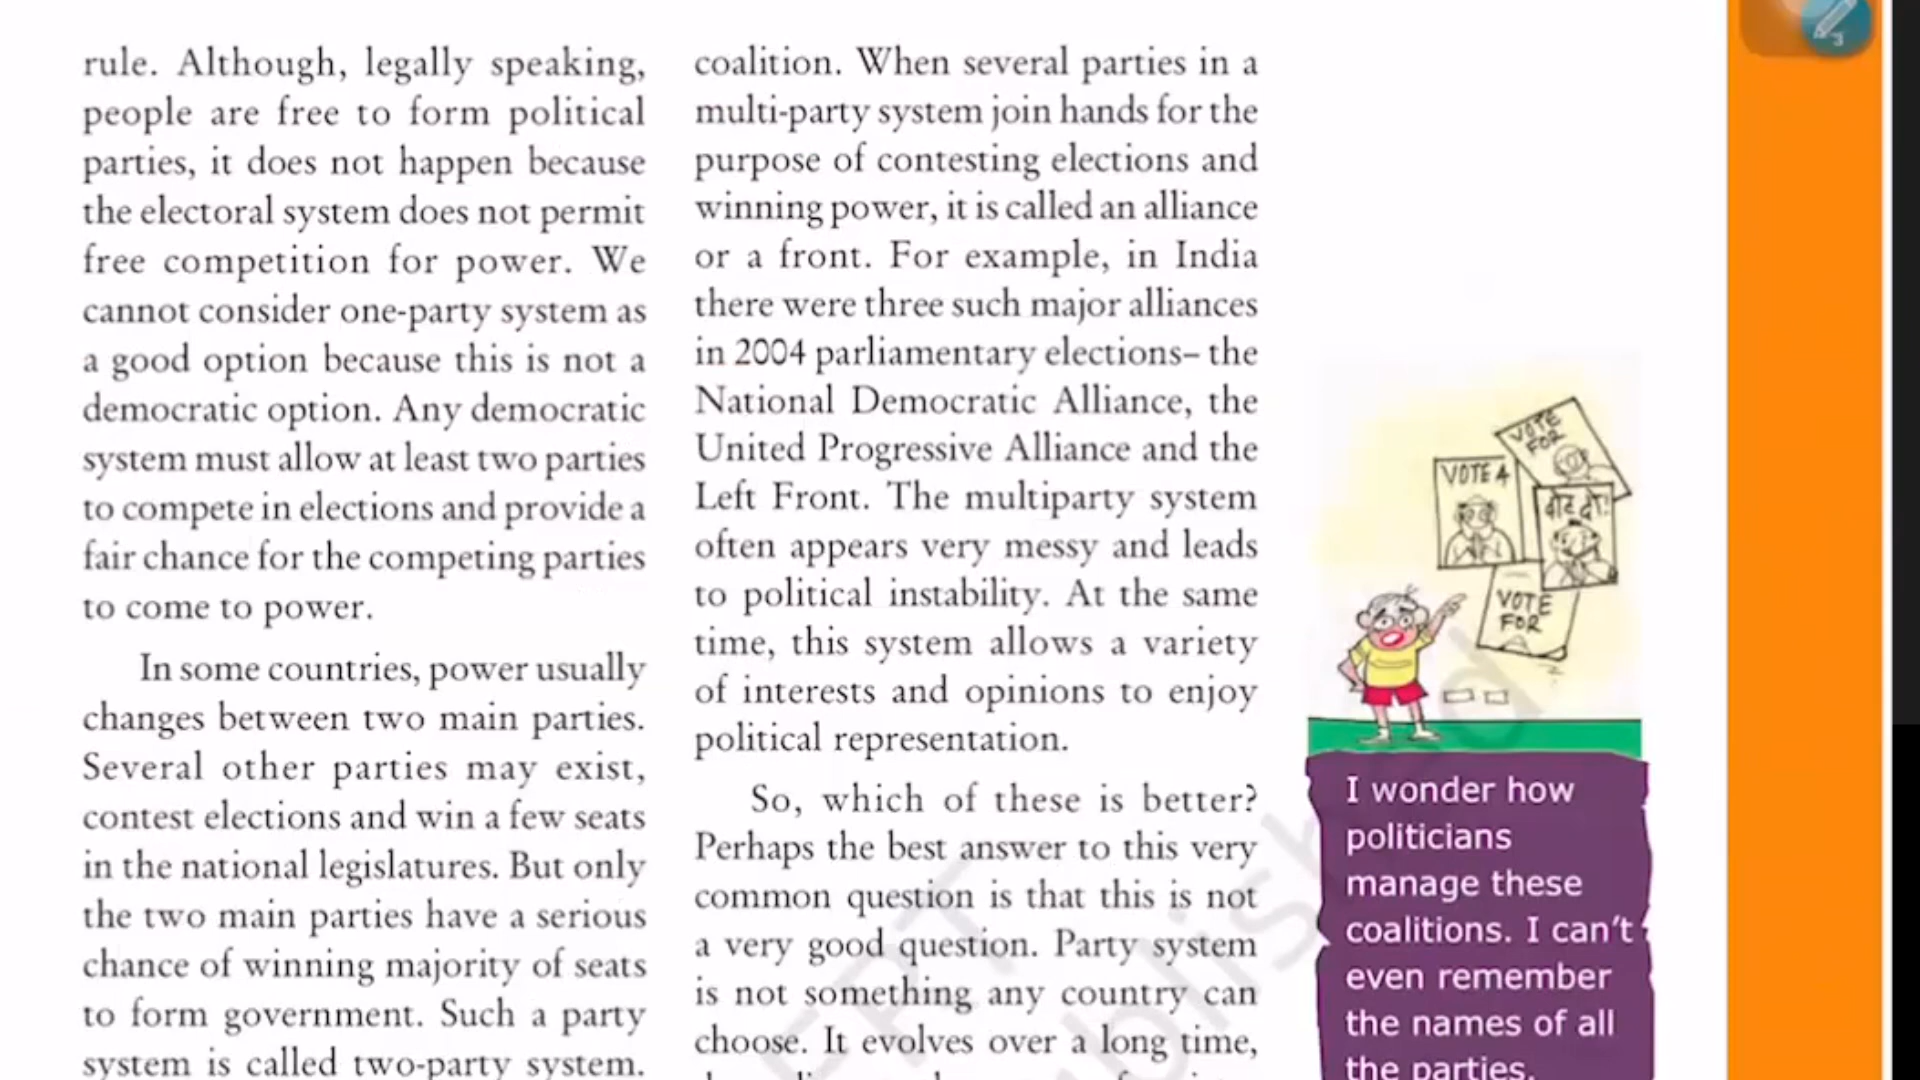 rule. Although, legally speaking,
people are free to form political
parties, it does not happen because
the electoral system does not permit
free competition for power. We
cannot consider one-party system as
a good option because this is not a
democratic option. Any democratic
system must allow at least two parties
to compete in elections and provide a
fair chance for the competing parties
to come to power.
In some countries, power usually
changes between two main parties.
Several other parties may exist,
contest elections and win a few seats
in the national legislatures. But only
the two main parties have a serious
chance of winning majority of seats
to form government. Such a party
system is called two-party system.
coalition. When several parties in a
multi-party system join hands for the
purpose of contesting elections and
winning power, it is called an alliance
or a front. For example, in India
there were three such major alliances
in 2004 parliamentary elections– the
National Democratic Alliance, the
United Progressive Alliance and the
Left Front. The multiparty system
often appears very messy and leads
to political instability. At the same
time, this system allows a variety
of interests and opinions to enjoy
political representation.
So, which of these is better?
Perhaps the best answer to this very
common question is that this is not
a very good question. Party system
is not something any country can
choose. It evolves over a long time,
VOTE
FOR
VOTE 4
वोट दो!
VOTE
FOR
I wonder how
politicians
manage these
coalitions. I can't
even remember
the names of all
the parties.